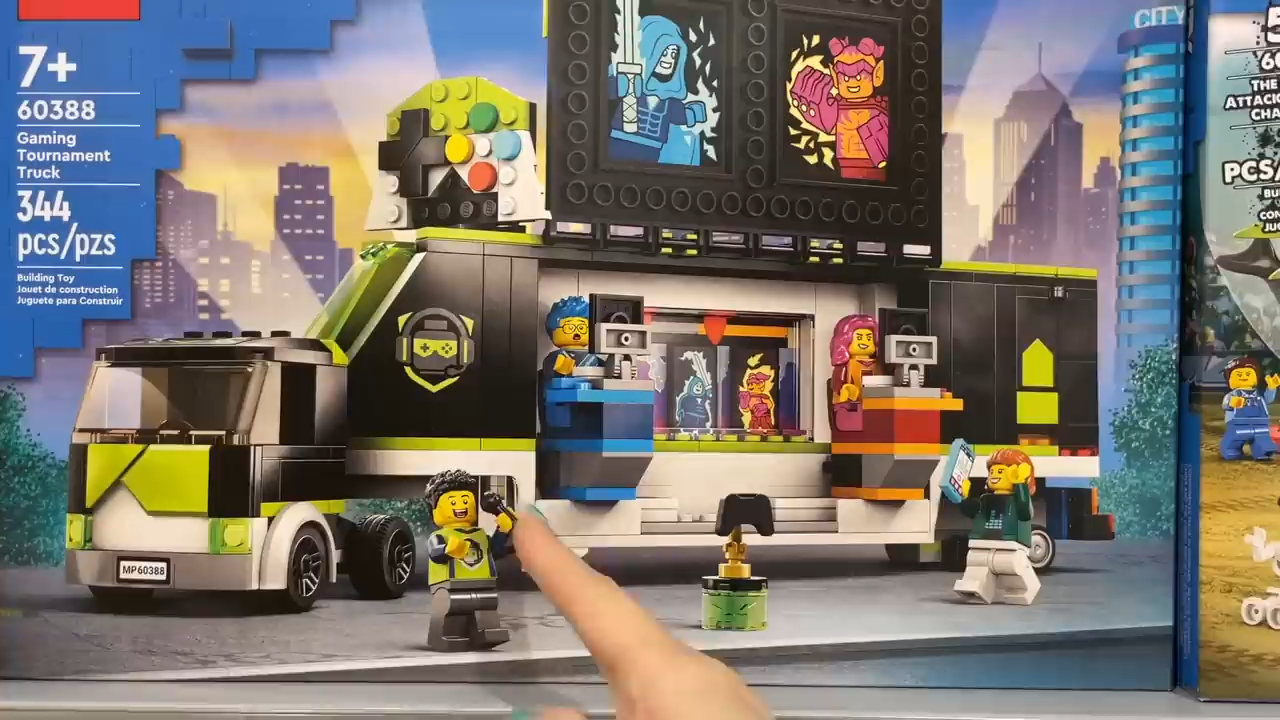 7+
60388
Gaming
Tournament
Truck
344
pcs/pzs
Building Toy
Jouet de construction
Juguete para Construir
MP60388
CITY
THE
PCS/